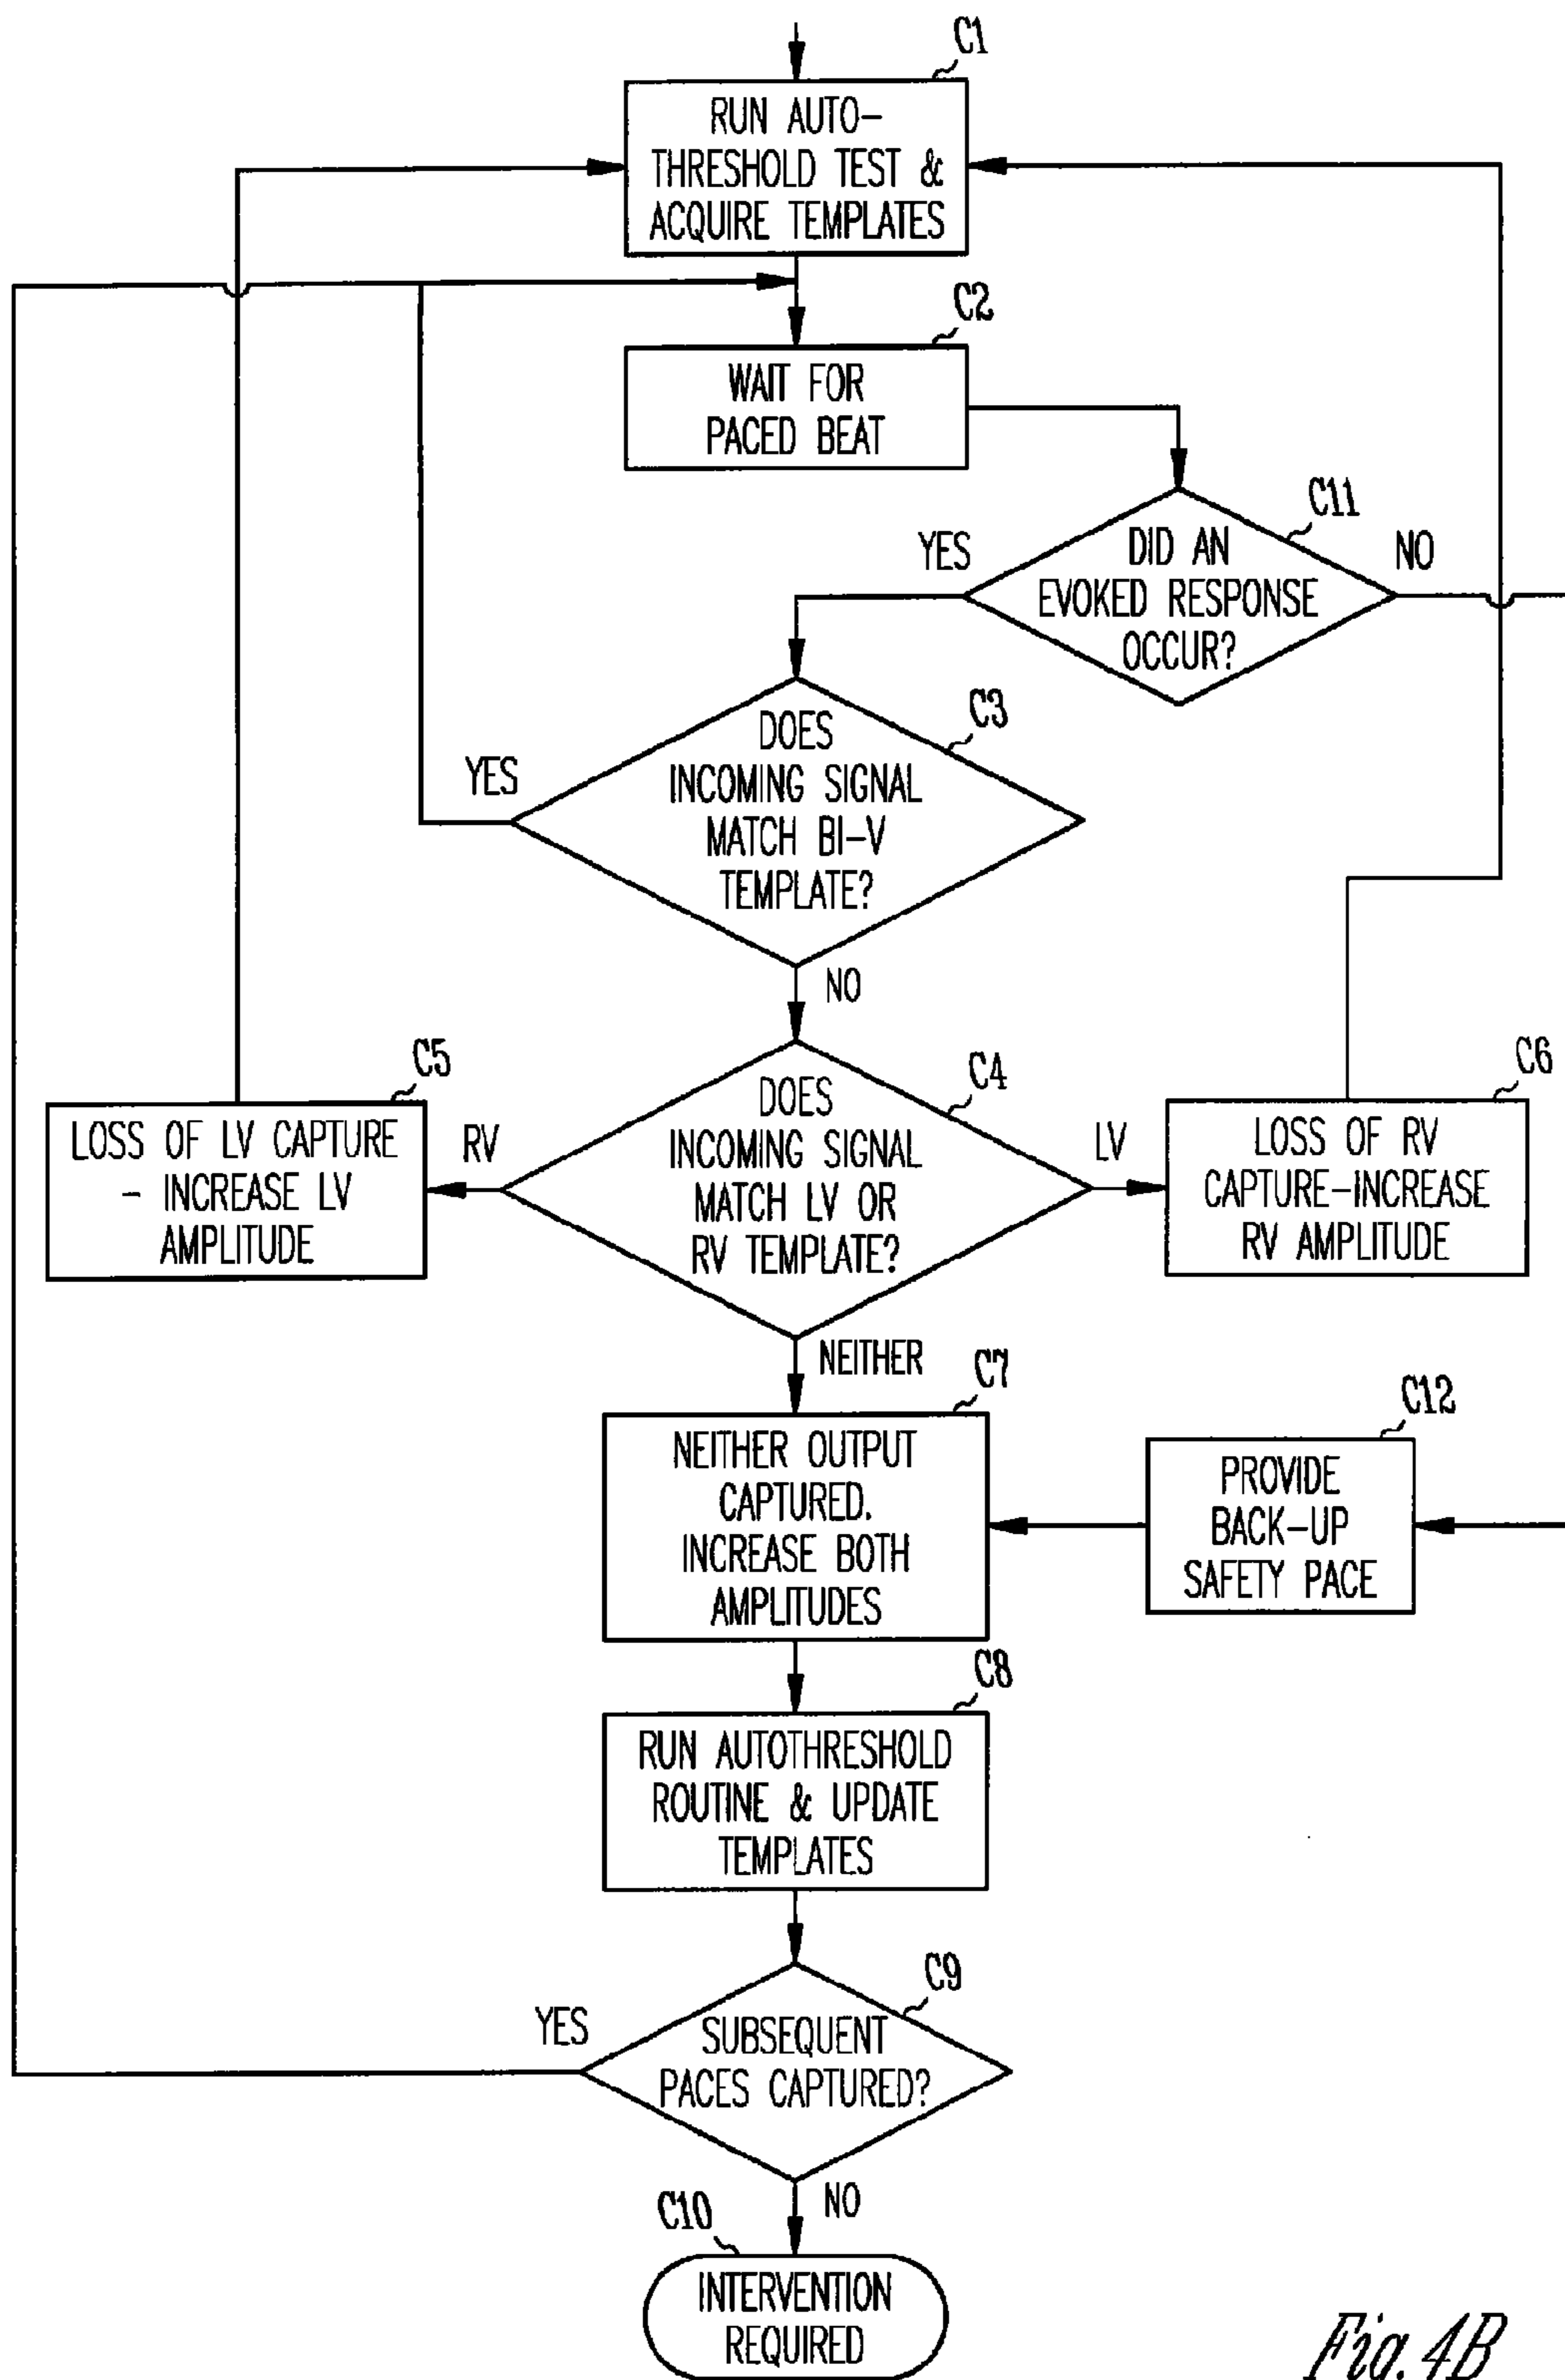 C1
RUN AUTO-
THRESHOLD TEST &
ACQUIRE TEMPLATES
C2
WAIT FOR
PACED BEAT
C11
DID AN
EVOKED RESPONSE
OCCUR?
YES
NO
C3
DOES
INCOMING SIGNAL
MATCH BI-V
TEMPLATE?
YES
NO
C4
DOES
INCOMING SIGNAL
MATCH LV OR
RV TEMPLATE?
RV
LV
NEITHER
C5
LOSS OF LV CAPTURE
- INCREASE LV
AMPLITUDE
C6
LOSS OF RV
CAPTURE-INCREASE
RV AMPLITUDE
C7
NEITHER OUTPUT
CAPTURED.
INCREASE BOTH
AMPLITUDES
C12
PROVIDE
BACK-UP
SAFETY PACE
C8
RUN AUTOTHRESHOLD
ROUTINE & UPDATE
TEMPLATES
C9
SUBSEQUENT
PACES CAPTURED?
YES
NO
C10
INTERVENTION
REQUIRED
Fig. 4B